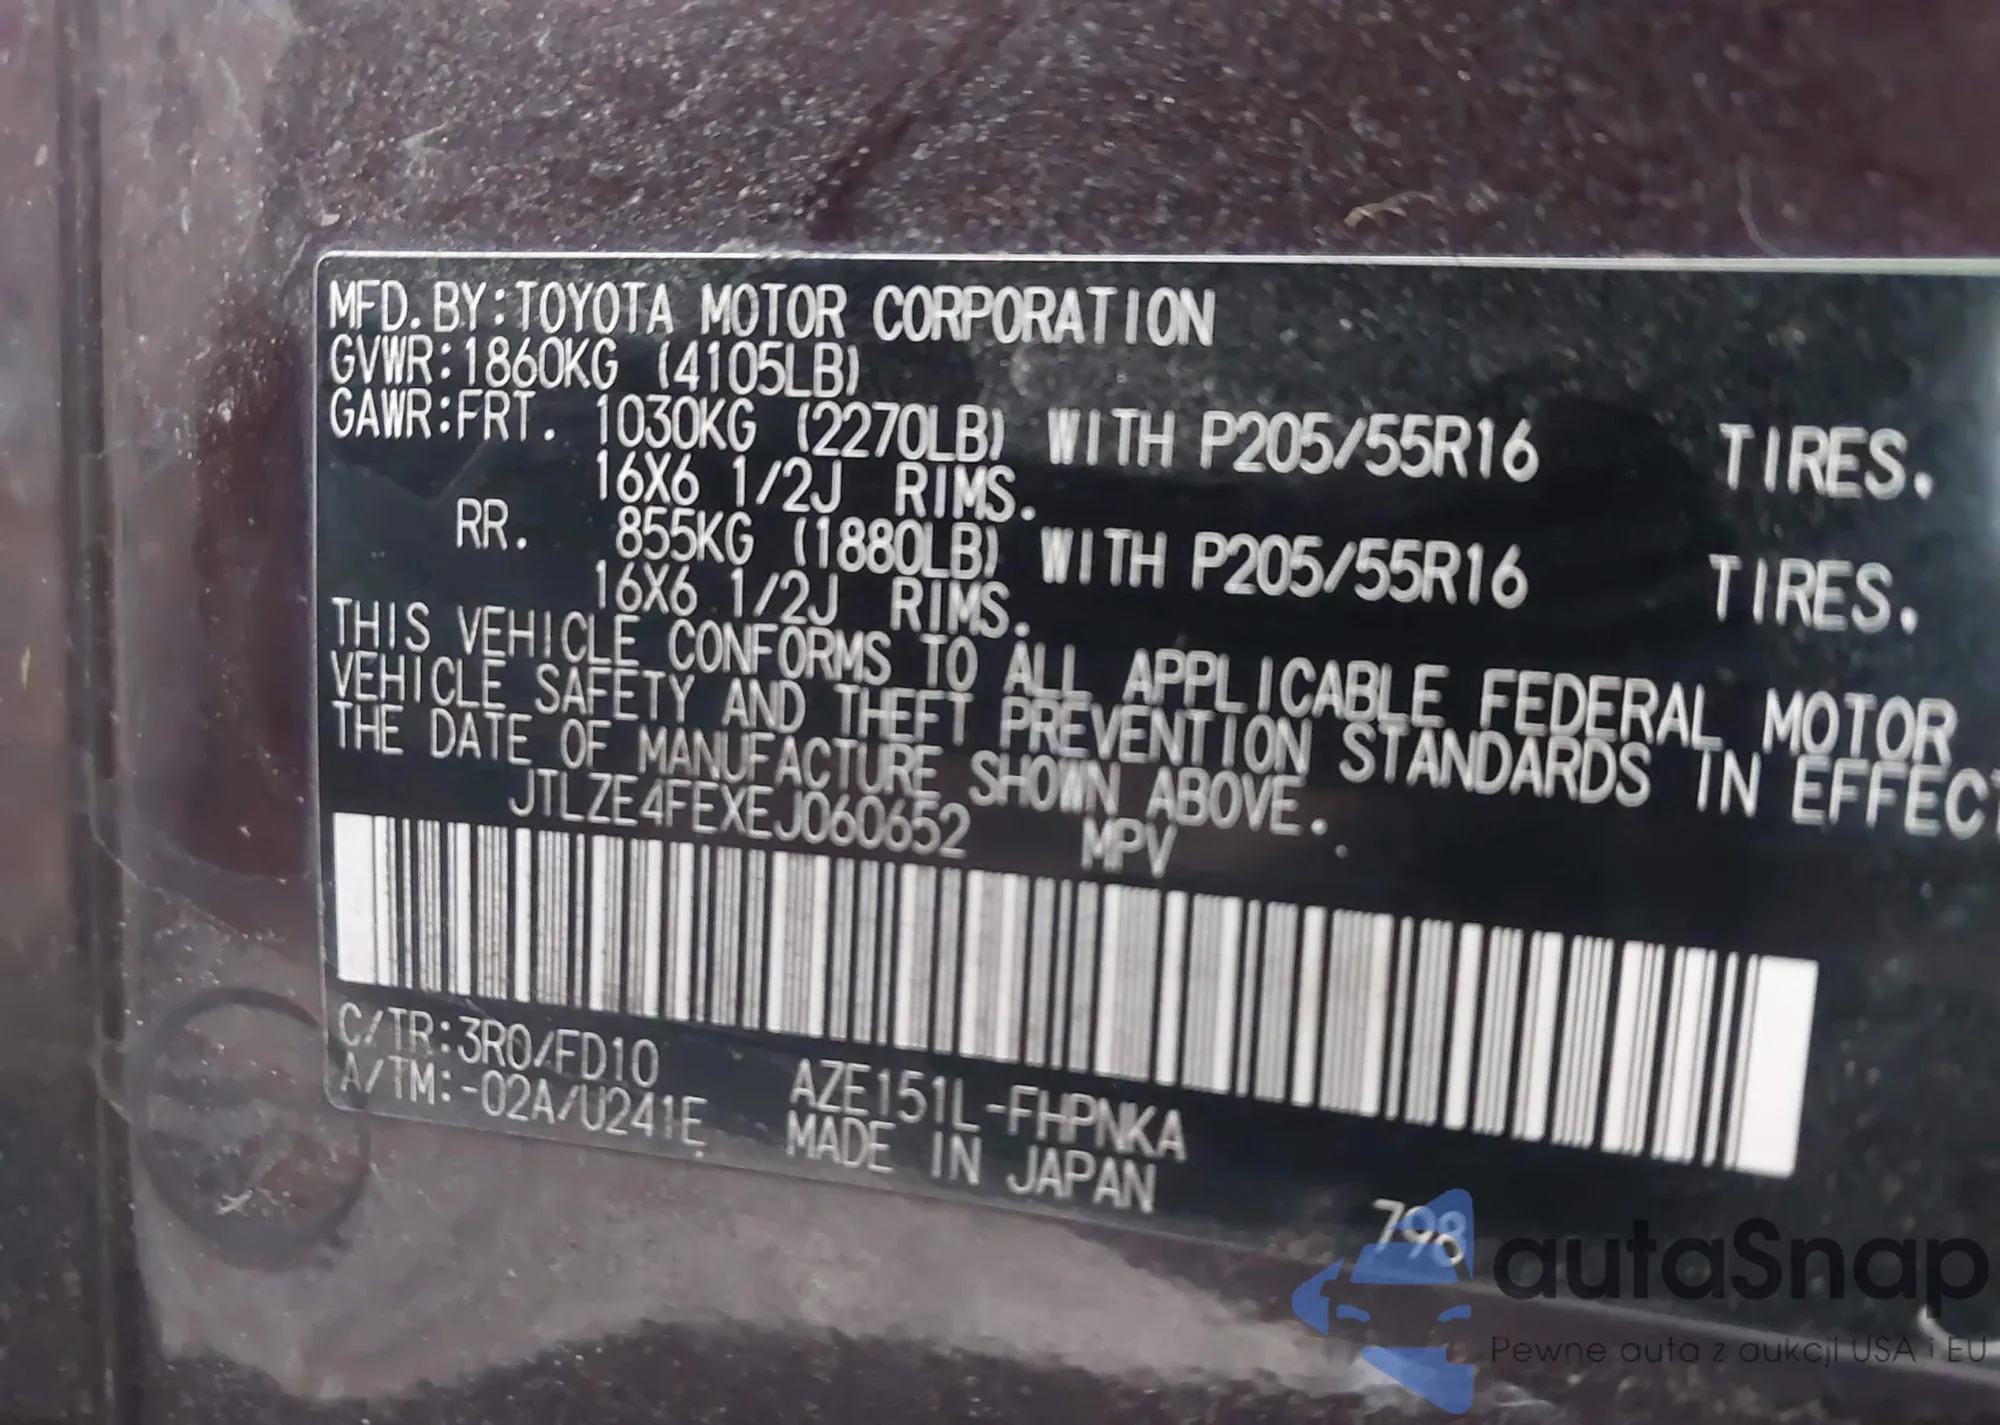 MFD.BY:TOYOTA MOTOR CORPORATION
GVWR:1860KG (4105LB)
GAWR:FRT. 1030KG (2270LB) WITH P205/55R16 TIRES.
16X6 1/2J RIMS.
RR. 855KG (1880LB) WITH P205/55R16 TIRES.
16X6 1/2J RIMS.
THIS VEHICLE CONFORMS TO ALL APPLICABLE FEDERAL MOTOR
VEHICLE SAFETY AND THEFT PREVENTION STANDARDS IN EFFECT
THE DATE OF MANUFACTURE SHOWN ABOVE.
JTLZE4FEXEJ060652 MPV
C/TR:3R0/FD10 AZE151L-FHPNKA
A/TM:-02A/U241E MADE IN JAPAN
798
autaSnap
Pewne auta z aukcji USA i EU